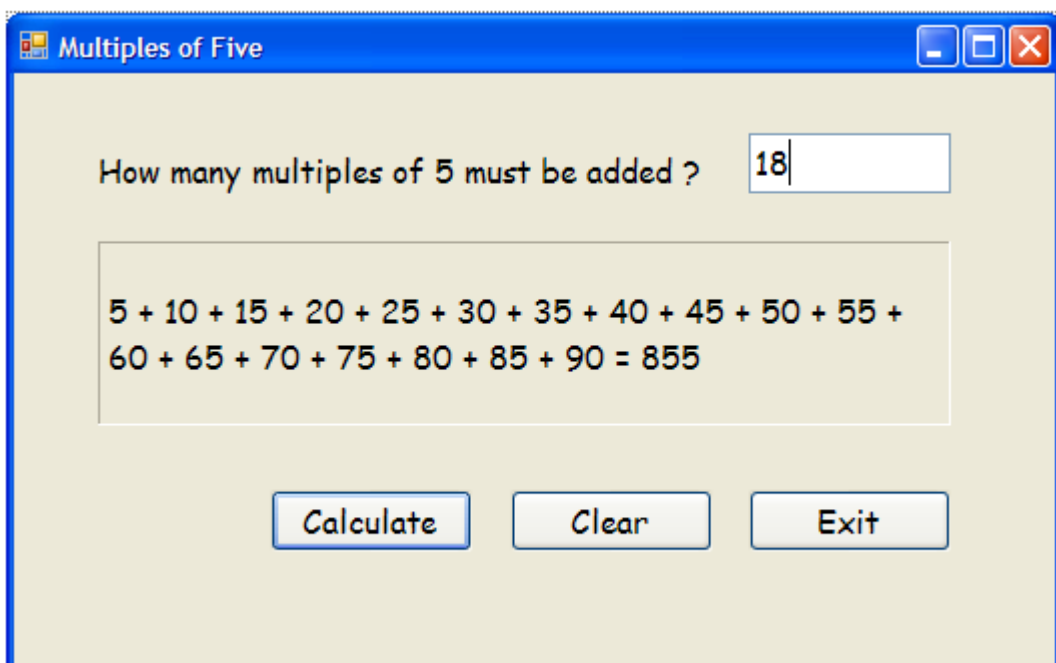 Multiples of Five
How many multiples of 5 must be added ? 18
5 + 10 + 15 + 20 + 25 + 30 + 35 + 40 + 45 + 50 + 55 +
60 + 65 + 70 + 75 + 80 + 85 + 90 = 855
Calculate Clear Exit